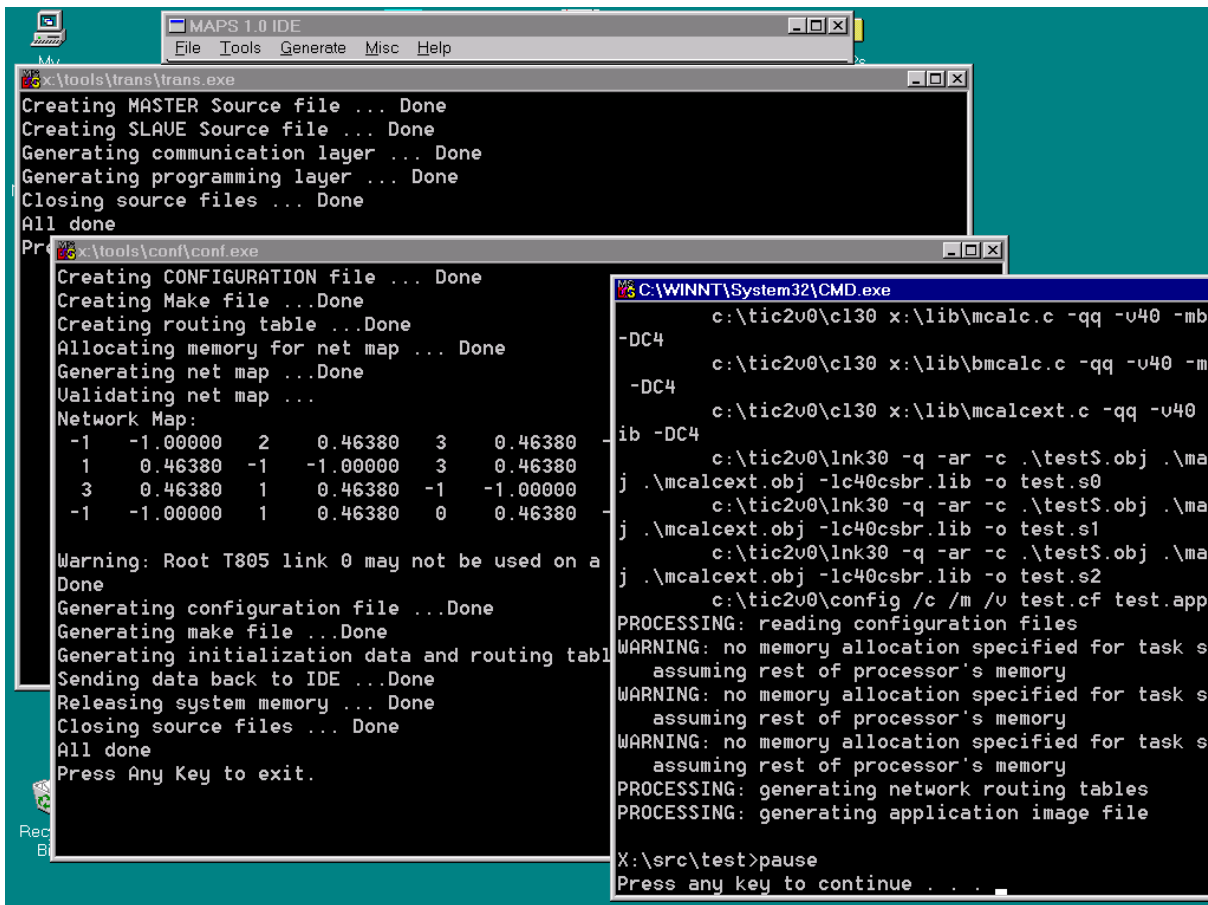 MAPS 1.0 IDE
File Tools Generate Misc Help
My
x:\tools\trans\trans.exe
Creating MASTER Source file ... Done
Creating SLAVE Source file ... Done
Generating communication layer ... Done
Generating programming layer ... Done
Closing source files ... Done
All done
Pre
x:\tools\conf\conf.exe
Creating CONFIGURATION file ... Done
Creating Make file ...Done
Creating routing table ...Done
Allocating memory for net map ... Done
Generating net map ...Done
Validating net map ...
Network Map:
-1 -1.00000 2 0.46380 3 0.46380 -
1 0.46380 -1 -1.00000 3 0.46380
3 0.46380 1 0.46380 -1 -1.00000
-1 -1.00000 1 0.46380 0 0.46380 -
Warning: Root T805 link 0 may not be used on a
Done
Generating configuration file ...Done
Generating make file ...Done
Generating initialization data and routing tabl
Sending data back to IDE ...Done
Releasing system memory ... Done
Closing source files ... Done
All done
Press Any Key to exit.
C:\WINNT\System32\CMD.exe
c:\tic2v0\cl30 x:\lib\mcalc.c -qq -v40 -mb
-DC4
c:\tic2v0\cl30 x:\lib\bmcalc.c -qq -v40 -m
-DC4
c:\tic2v0\cl30 x:\lib\mcalcext.c -qq -v40
ib -DC4
c:\tic2v0\lnk30 -q -ar -c .\testS.obj .\ma
j .\mcalcext.obj -lc40csbr.lib -o test.s0
c:\tic2v0\lnk30 -q -ar -c .\testS.obj .\ma
j .\mcalcext.obj -lc40csbr.lib -o test.s1
c:\tic2v0\lnk30 -q -ar -c .\testS.obj .\ma
j .\mcalcext.obj -lc40csbr.lib -o test.s2
c:\tic2v0\config /c /m /v test.cf test.app
PROCESSING: reading configuration files
WARNING: no memory allocation specified for task s
assuming rest of processor's memory
WARNING: no memory allocation specified for task s
assuming rest of processor's memory
WARNING: no memory allocation specified for task s
assuming rest of processor's memory
PROCESSING: generating network routing tables
PROCESSING: generating application image file
X:\src\test>pause
Press any key to continue . . .
Rec
Bi